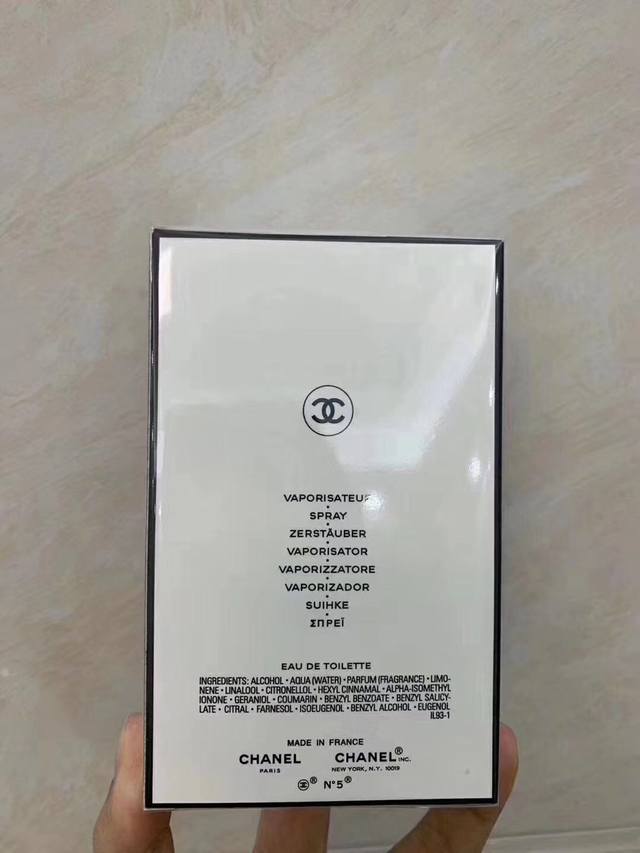 VAPORISATEUR
SPRAY
ZERSTÄUBER
VAPORISATOR
VAPORIZZATORE
VAPORIZADOR
SUIHKE
ΣΠΡΕΪ
EAU DE TOILETTE
INGREDIENTS: ALCOHOL • AQUA (WATER) • PARFUM (FRAGRANCE) • LIMO-
NENE • LINALOOL • CITRONELLOL • HEXYL CINNAMAL • ALPHA-ISOMETHYL
IONONE • GERANIOL • COUMARIN • BENZYL BENZOATE • BENZYL SALICY-
LATE • CITRAL • FARNESOL • ISOEUGENOL • BENZYL ALCOHOL • EUGENOL
IL93-1
MADE IN FRANCE
CHANEL CHANEL® INC.
PARIS NEW YORK, N.Y. 10019
® N°5®